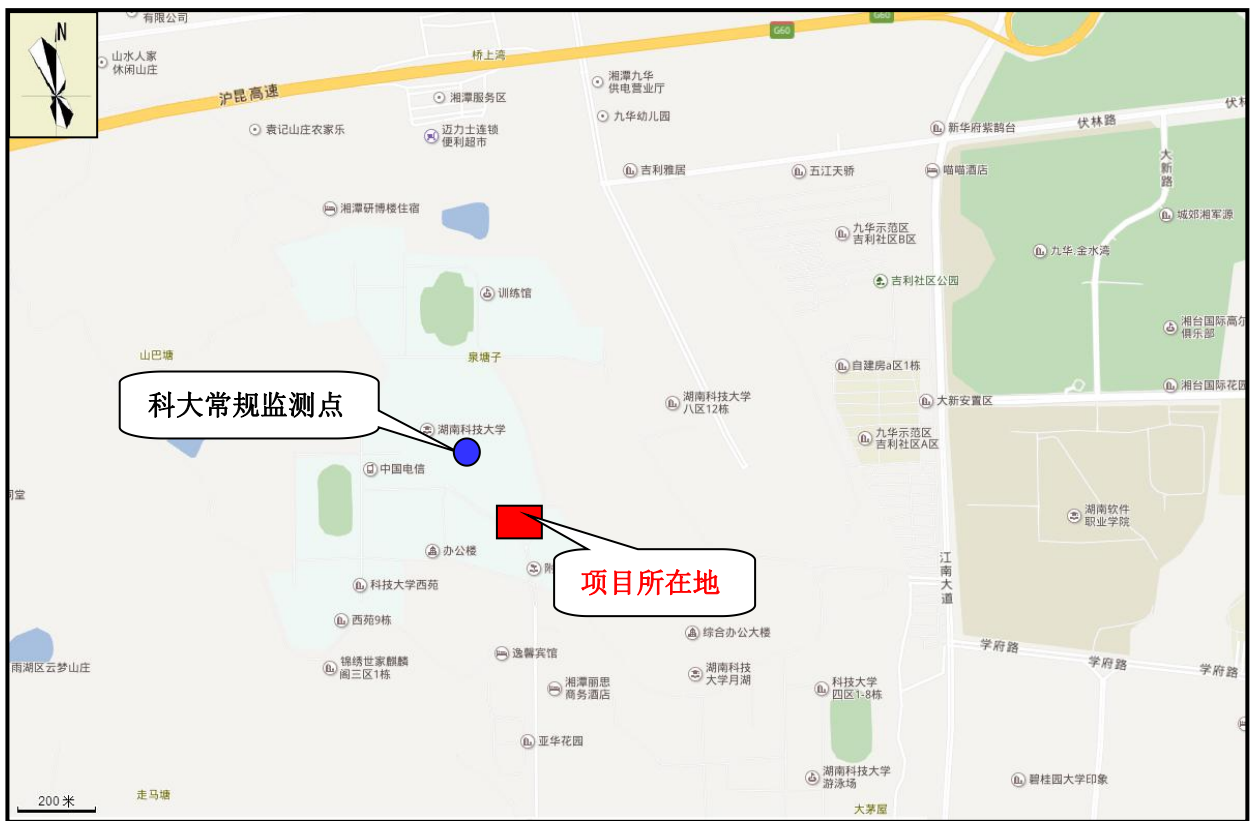 有限公司
N
G60
G60
山水人家
休闲山庄
桥上湾
湘潭九华
供电营业厅
沪昆高速
湘潭服务区
九华幼儿园
伏林路
袁记山庄农家乐
迈力士连锁
便利超市
新华府紫鹊台
大新路
吉利雅居
五江天骄
喵喵酒店
湘潭研博楼住宿
城郊湘军源
九华示范区
吉利社区B区
九华.金水湾
吉利社区公园
训练馆
湘台国际高尔
俱乐部
山巴塘
泉塘子
自建房a区1栋
湘台国际花园
科大常规监测点
湖南科技大学
八区12栋
大新安置区
湖南科技大学
九华示范区
吉利社区A区
中国电信
湖南软件
职业学院
办公楼
江南大道
项目所在地
科技大学西苑
西苑9栋
综合办公大楼
学府路
学府路
学府路
雨湖区云梦山庄
锦绣世家麒麟
阁三区1栋
逸馨宾馆
湖南科技
大学月湖
湘潭丽思
商务酒店
科技大学
四区1-8栋
亚华花园
湖南科技大学
游泳场
碧桂园大学印象
200米
走马塘
大茅屋